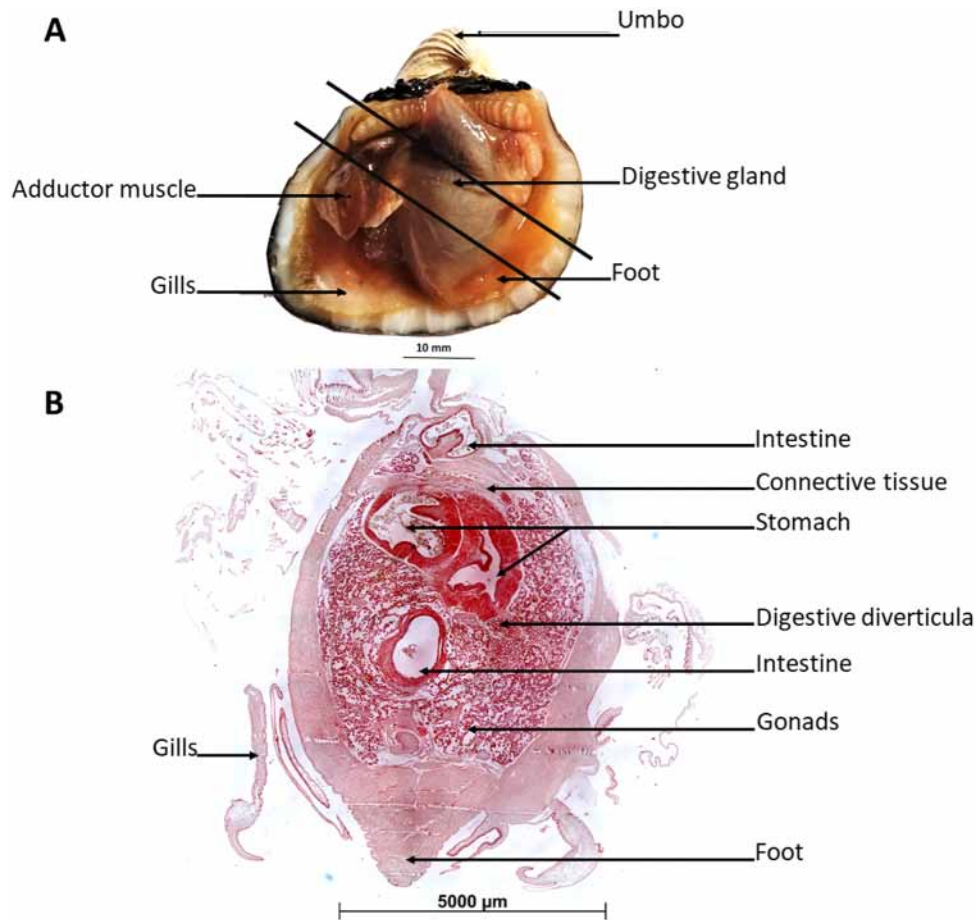 A
Umbo
Adductor muscle
Digestive gland
Gills
Foot
10 mm
B
Intestine
Connective tissue
Stomach
Digestive diverticula
Intestine
Gonads
Gills
Foot
5000 µm